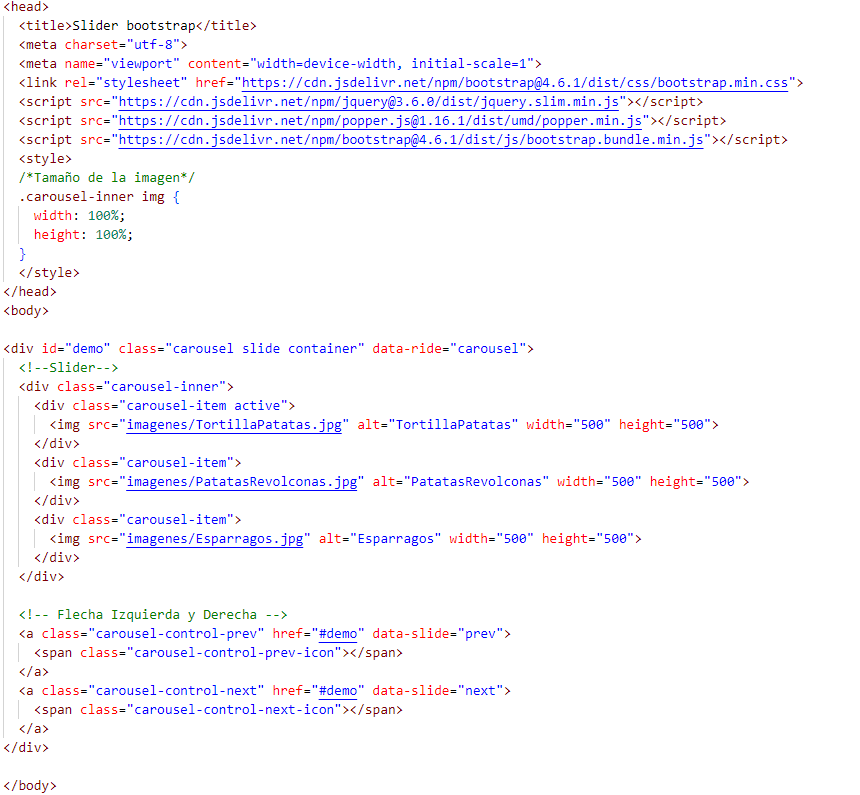 <head>
<title>Slider bootstrap</title>
<meta charset="utf-8">
<meta name="viewport" content="width=device-width, initial-scale=1">
<link rel="stylesheet" href="https://cdn.jsdelivr.net/npm/bootstrap@4.6.1/dist/css/bootstrap.min.css">
<script src="https://cdn.jsdelivr.net/npm/jquery@3.6.0/dist/jquery.slim.min.js"></script>
<script src="https://cdn.jsdelivr.net/npm/popper.js@1.16.1/dist/umd/popper.min.js"></script>
<script src="https://cdn.jsdelivr.net/npm/bootstrap@4.6.1/dist/js/bootstrap.bundle.min.js"></script>
<style>
/*Tamaño de la imagen*/
.carousel-inner img {
width: 100%;
height: 100%;
}
</style>
</head>
<body>
<div id="demo" class="carousel slide container" data-ride="carousel">
<!--Slider-->
<div class="carousel-inner">
<div class="carousel-item active">
<img src="imagenes/TortillaPatatas.jpg" alt="TortillaPatatas" width="500" height="500">
</div>
<div class="carousel-item">
<img src="imagenes/PatatasRevolconas.jpg" alt="PatatasRevolconas" width="500" height="500">
</div>
<div class="carousel-item">
<img src="imagenes/Esparragos.jpg" alt="Esparragos" width="500" height="500">
</div>
</div>
<!-- Flecha Izquierda y Derecha -->
<a class="carousel-control-prev" href="#demo" data-slide="prev">
<span class="carousel-control-prev-icon"></span>
</a>
<a class="carousel-control-next" href="#demo" data-slide="next">
<span class="carousel-control-next-icon"></span>
</a>
</div>
</body>